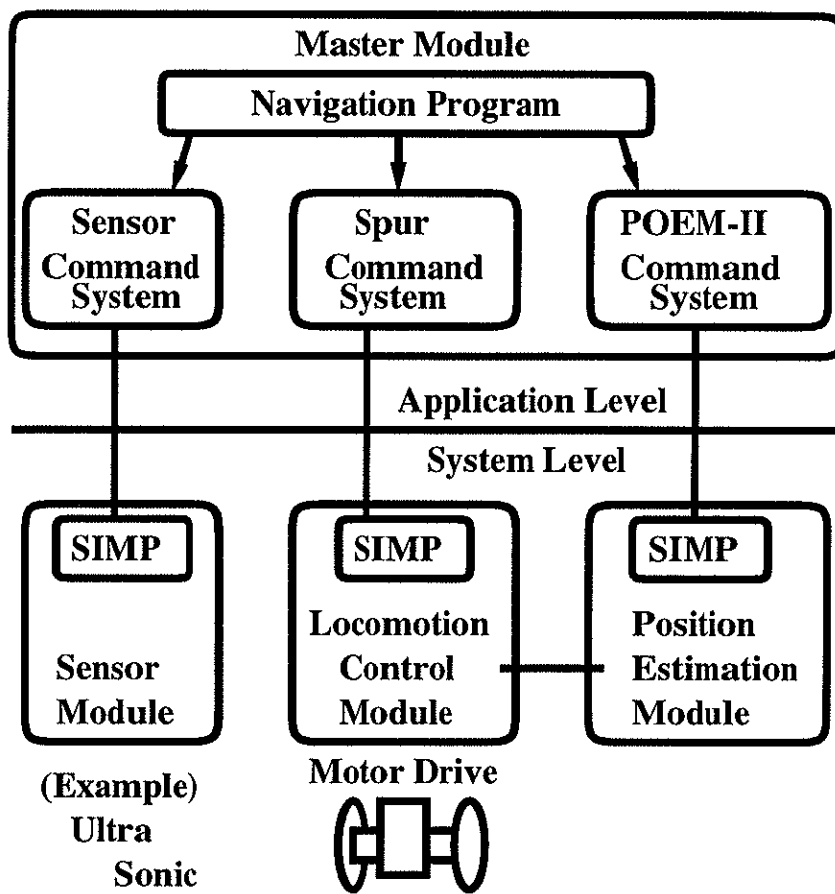 Master Module
Navigation Program
Sensor
Command
System
Spur
Command
System
POEM-II
Command
System
Application Level
System Level
SIMP
Sensor
Module
SIMP
Locomotion
Control
Module
SIMP
Position
Estimation
Module
(Example)
Ultra
Sonic
Motor Drive